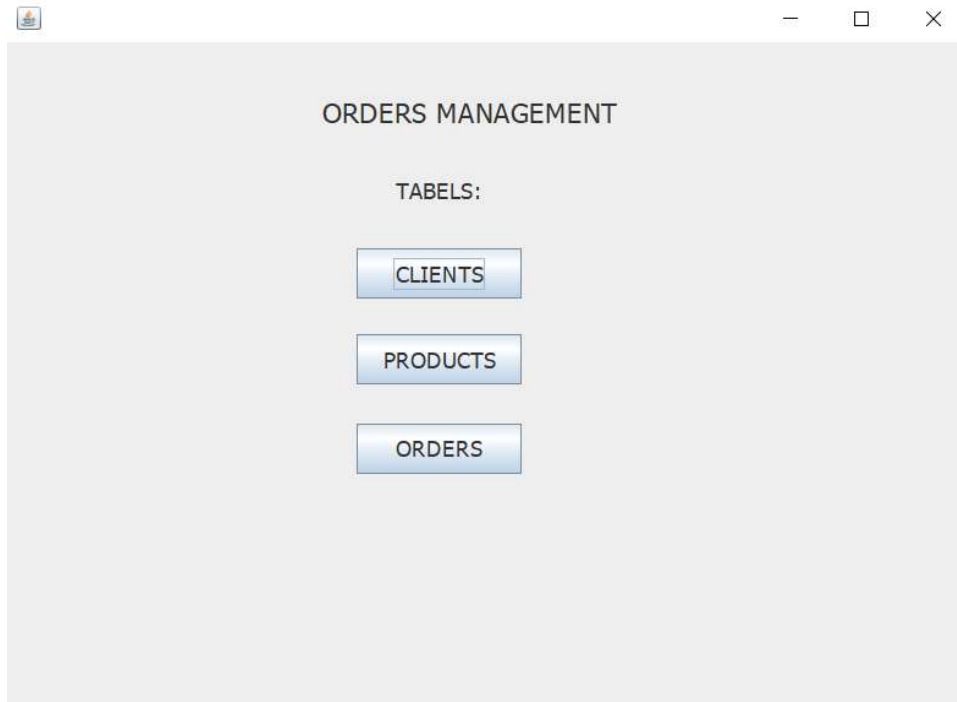 ORDERS MANAGEMENT
TABELS:
CLIENTS
PRODUCTS
ORDERS